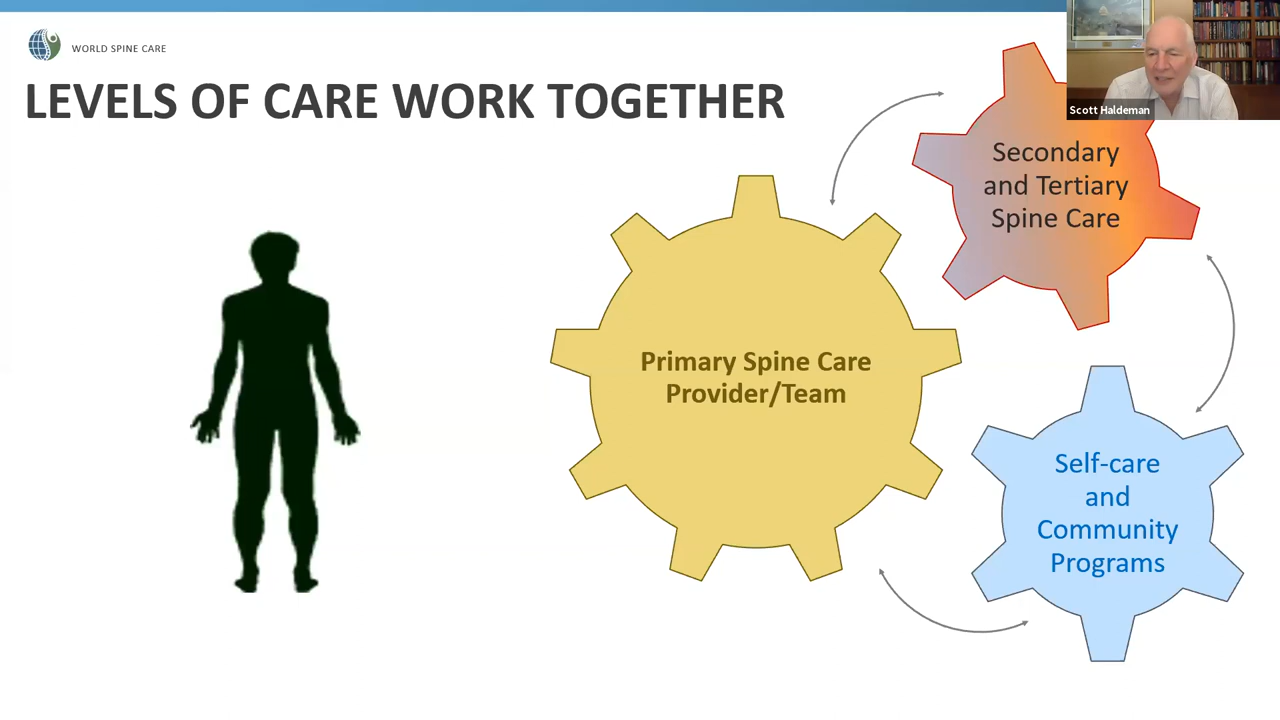 WORLD SPINE CARE
LEVELS OF CARE WORK TOGETHER
Scott Haldeman
Secondary
and Tertiary
Spine Care
Primary Spine Care
Provider/Team
Self-care
and
Community
Programs